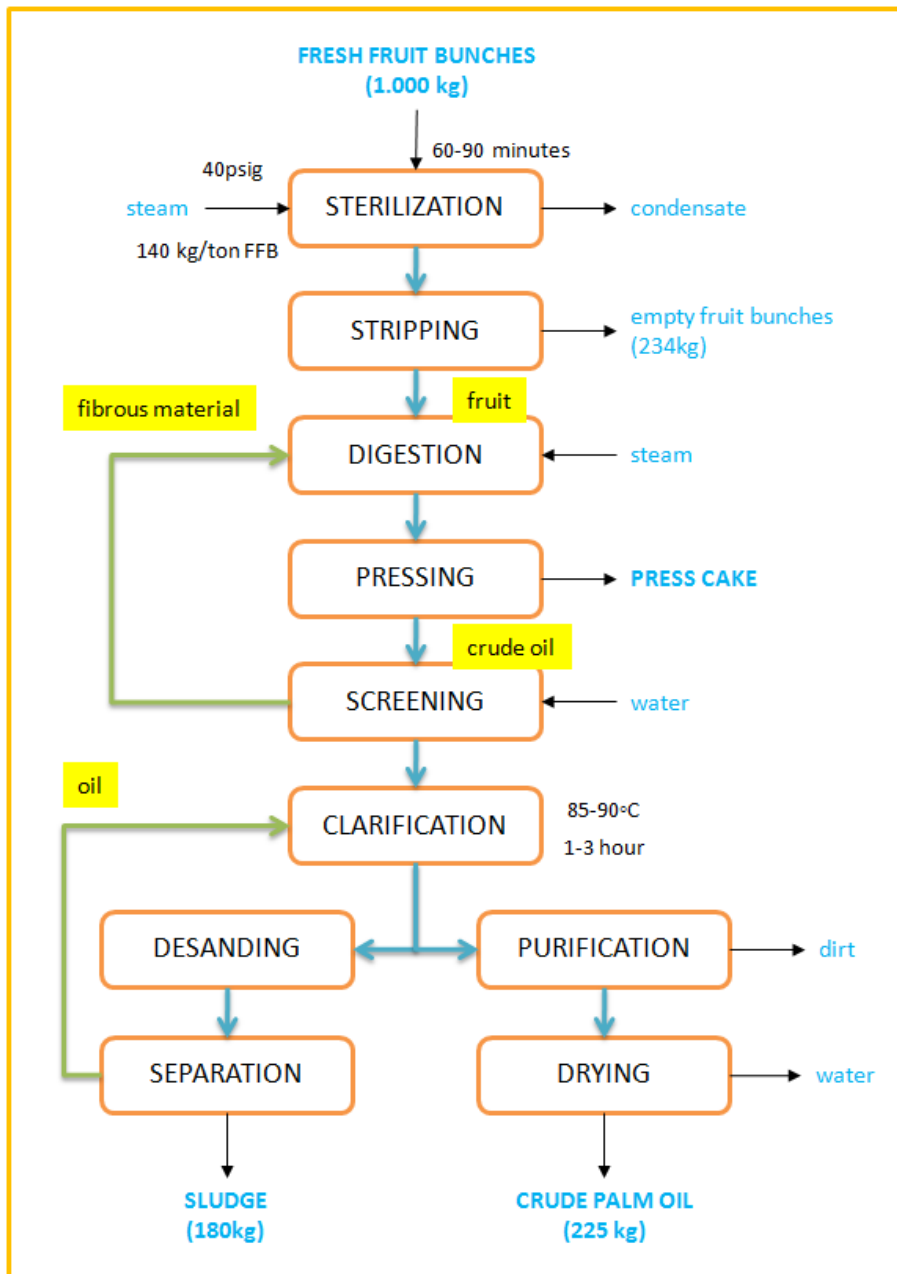 FRESH FRUIT BUNCHES
(1.000 kg)
60-90 minutes
40psig
steam
STERILIZATION
condensate
140 kg/ton FFB
STRIPPING
empty fruit bunches
(234kg)
fibrous material
fruit
DIGESTION
steam
PRESSING
PRESS CAKE
crude oil
SCREENING
water
oil
CLARIFICATION
85-90°C
1-3 hour
DESANDING
PURIFICATION
dirt
SEPARATION
DRYING
water
SLUDGE
(180kg)
CRUDE PALM OIL
(225 kg)